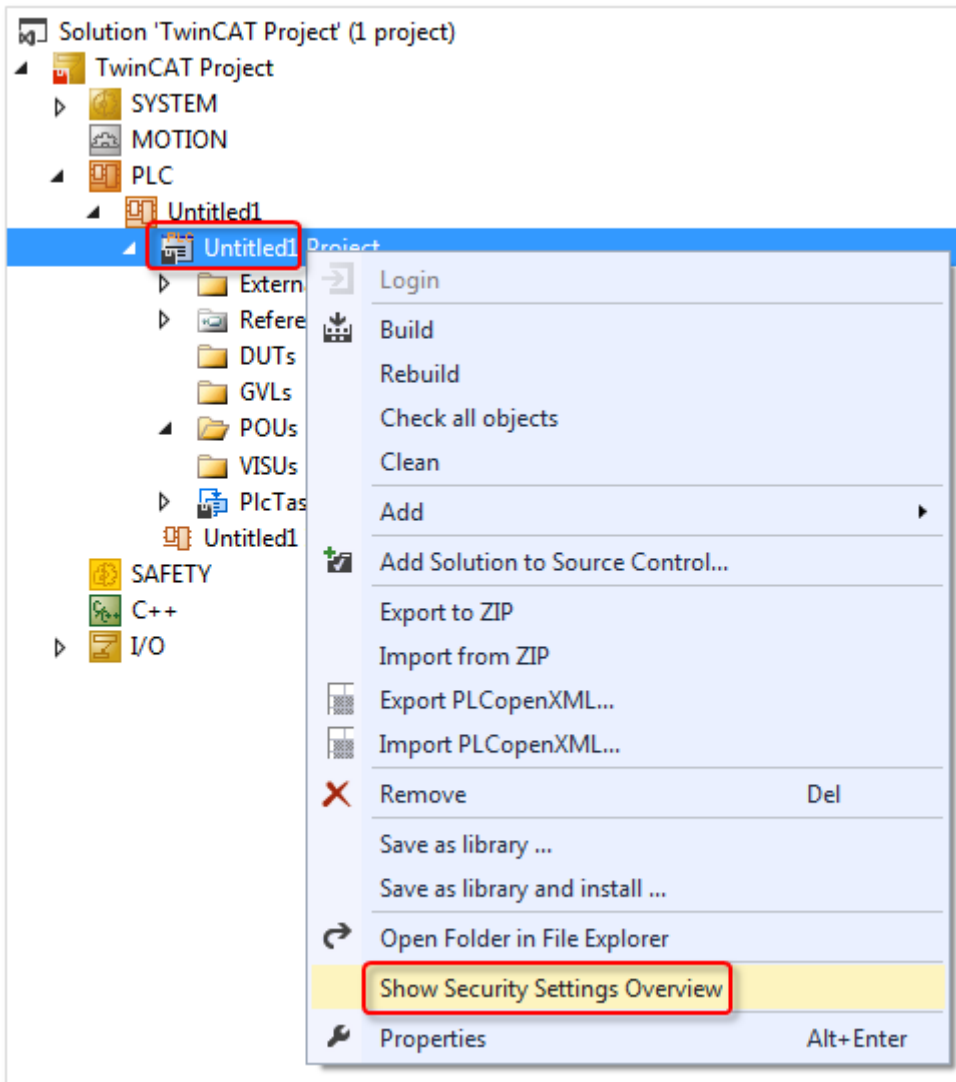 Solution 'TwinCAT Project' (1 project)
TwinCAT Project
SYSTEM
MOTION
PLC
Untitled1
Untitled1 Project
Extern
Refere
DUTs
GVLs
POUs
VISUs
PlcTas
Untitled1
SAFETY
C++
I/O
Login
Build
Rebuild
Check all objects
Clean
Add
Add Solution to Source Control...
Export to ZIP
Import from ZIP
Export PLCopenXML...
Import PLCopenXML...
Remove Del
Save as library ...
Save as library and install ...
Open Folder in File Explorer
Show Security Settings Overview
Properties Alt+Enter